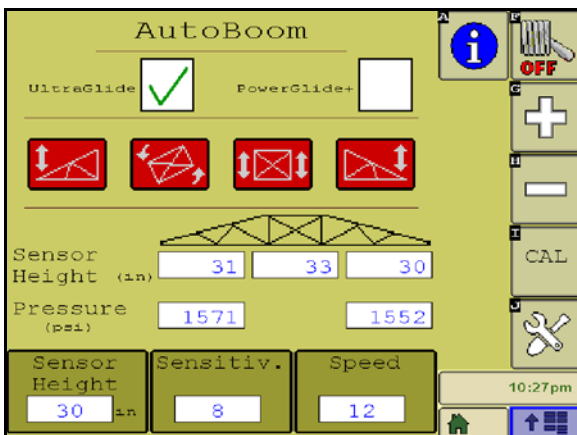 AutoBoom
A
F
UltraGlide
PowerGlide+
OFF
G
H
Sensor
Height (in)
31 33 30
I
CAL
Pressure
(psi)
1571 1552
J
Sensor
Height
30 in
Sensitiv.
8
Speed
12
10:27pm